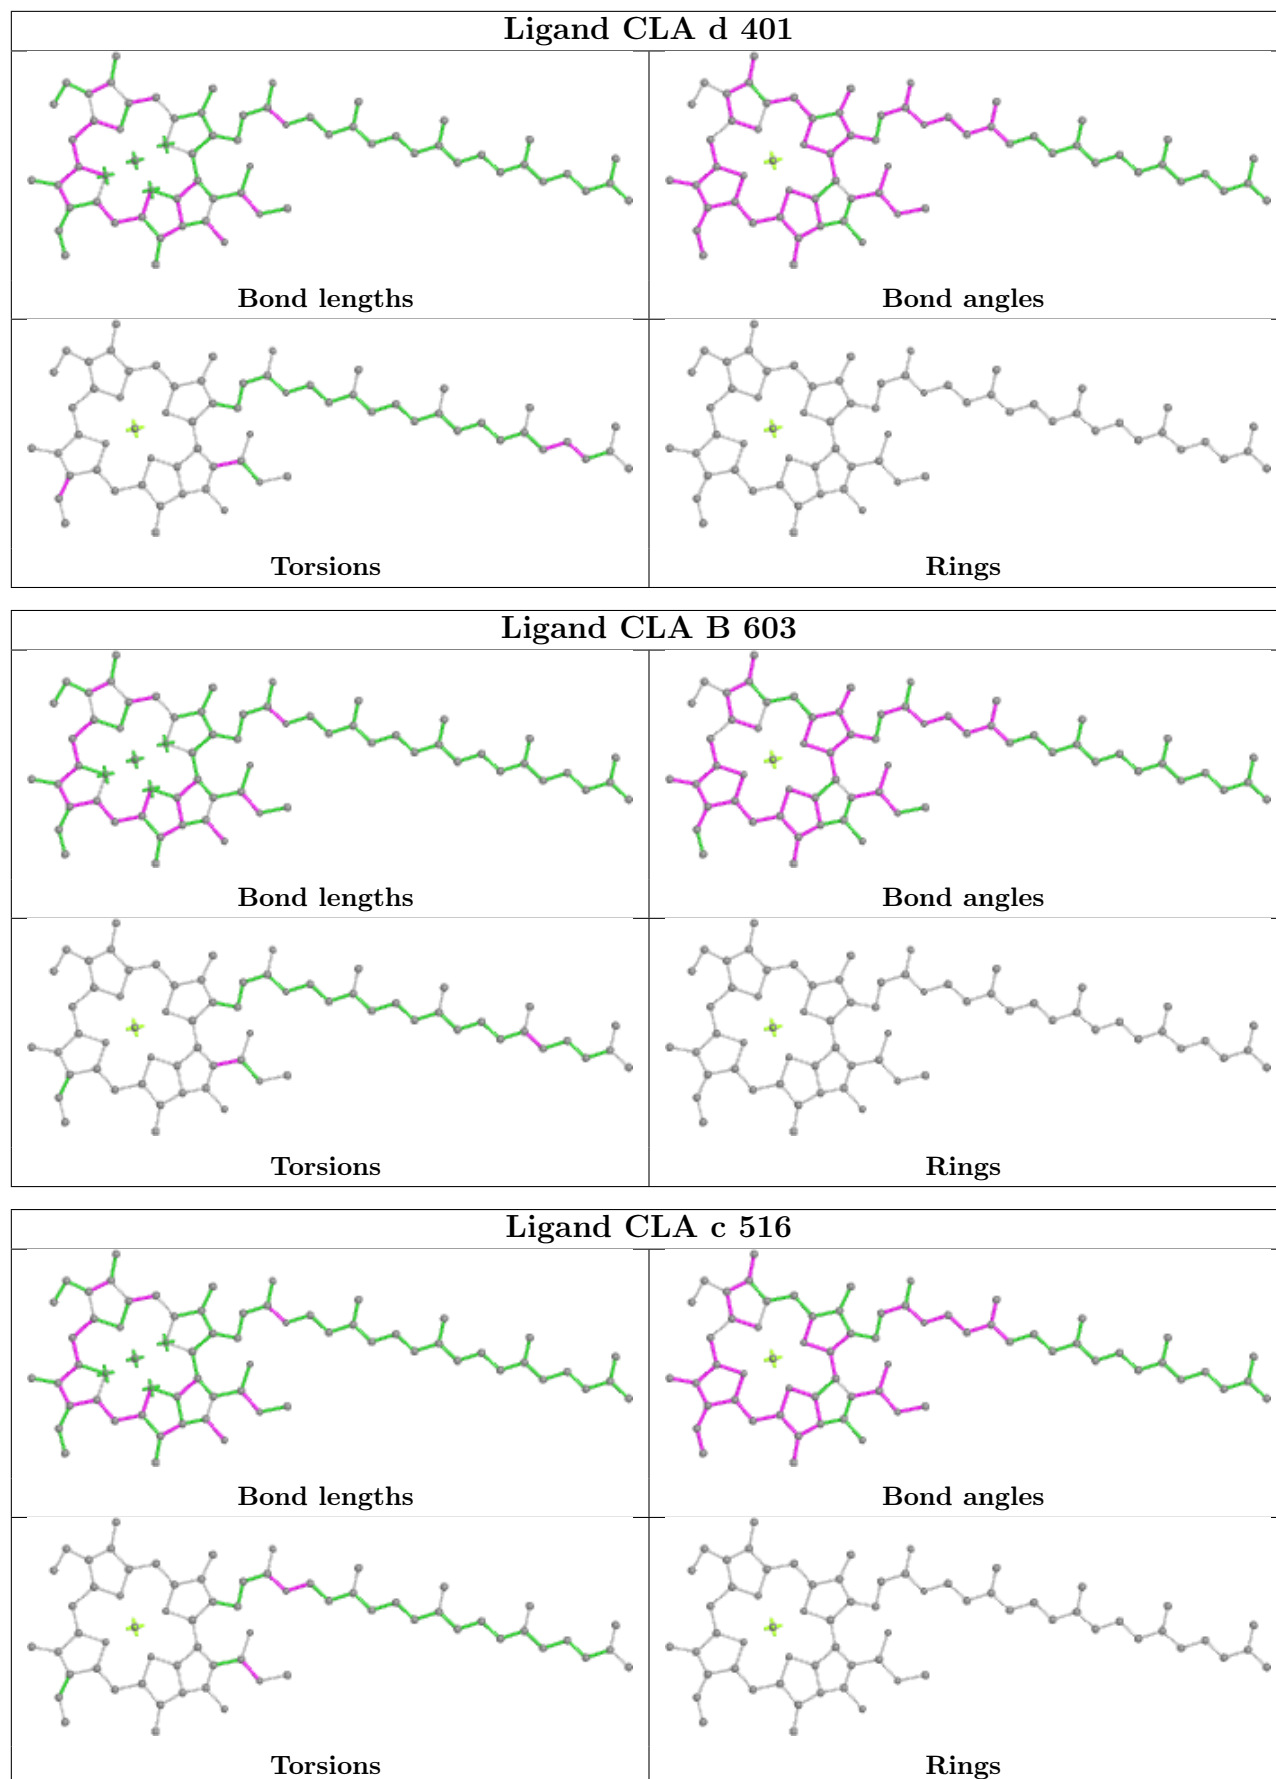 Ligand CLA d 401
Bond lengths
Bond angles
Torsions
Rings
Ligand CLA B 603
Bond lengths
Bond angles
Torsions
Rings
Ligand CLA c 516
Bond lengths
Bond angles
Torsions
Rings